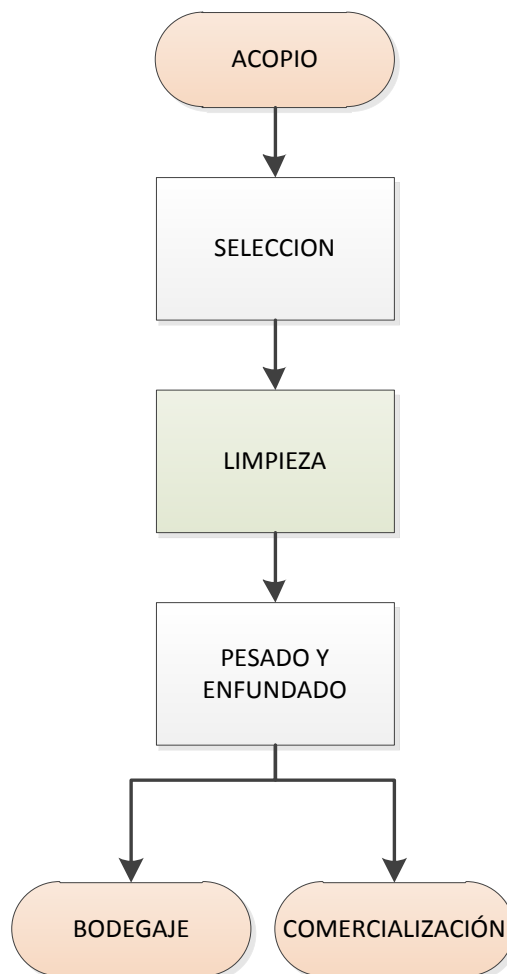 ACOPIO
SELECCION
LIMPIEZA
PESADO Y
ENFUNDADO
BODEGAJE
COMERCIALIZACIÓN